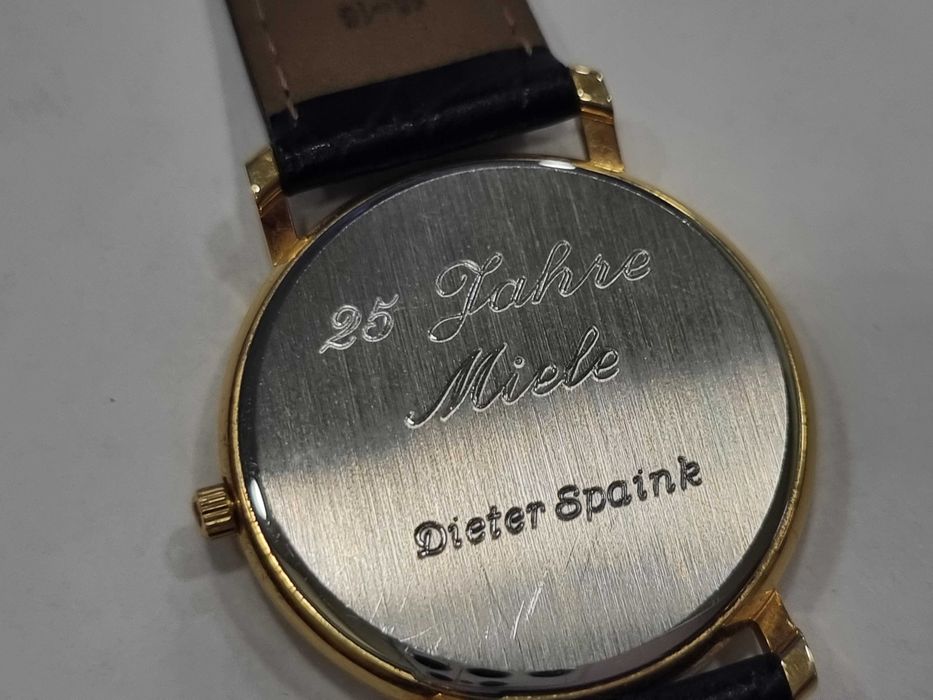 25 Jahre
Miele
Dieter Spaink